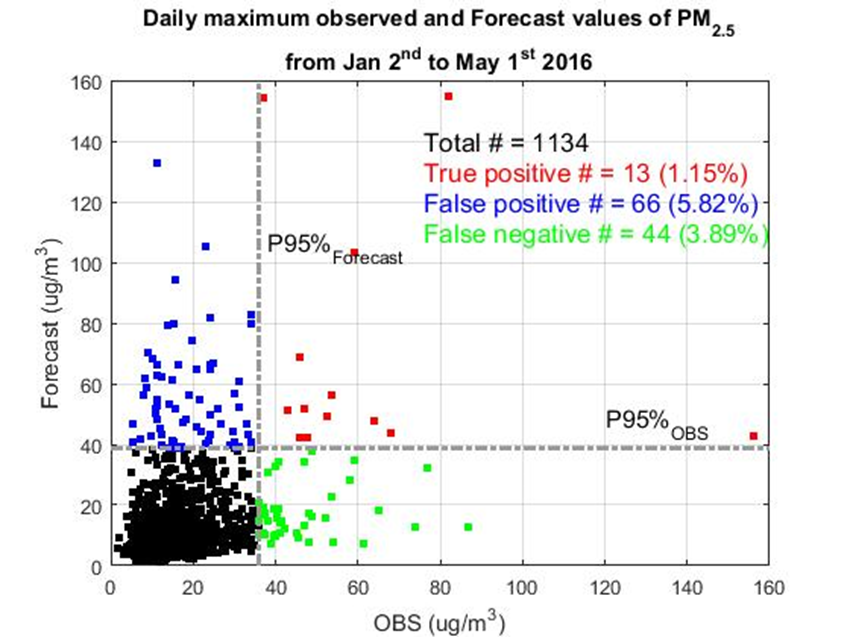 Daily maximum observed and Forecast values of PM2.5
from Jan 2nd to May 1st 2016
160
140
120
100
80
60
40
20
0
Forecast (ug/m3)
Total # = 1134
True positive # = 13 (1.15%)
False positive # = 66 (5.82%)
False negative # = 44 (3.89%)
P95%Forecast
P95%OBS
0 20 40 60 80 100 120 140 160
OBS (ug/m3)